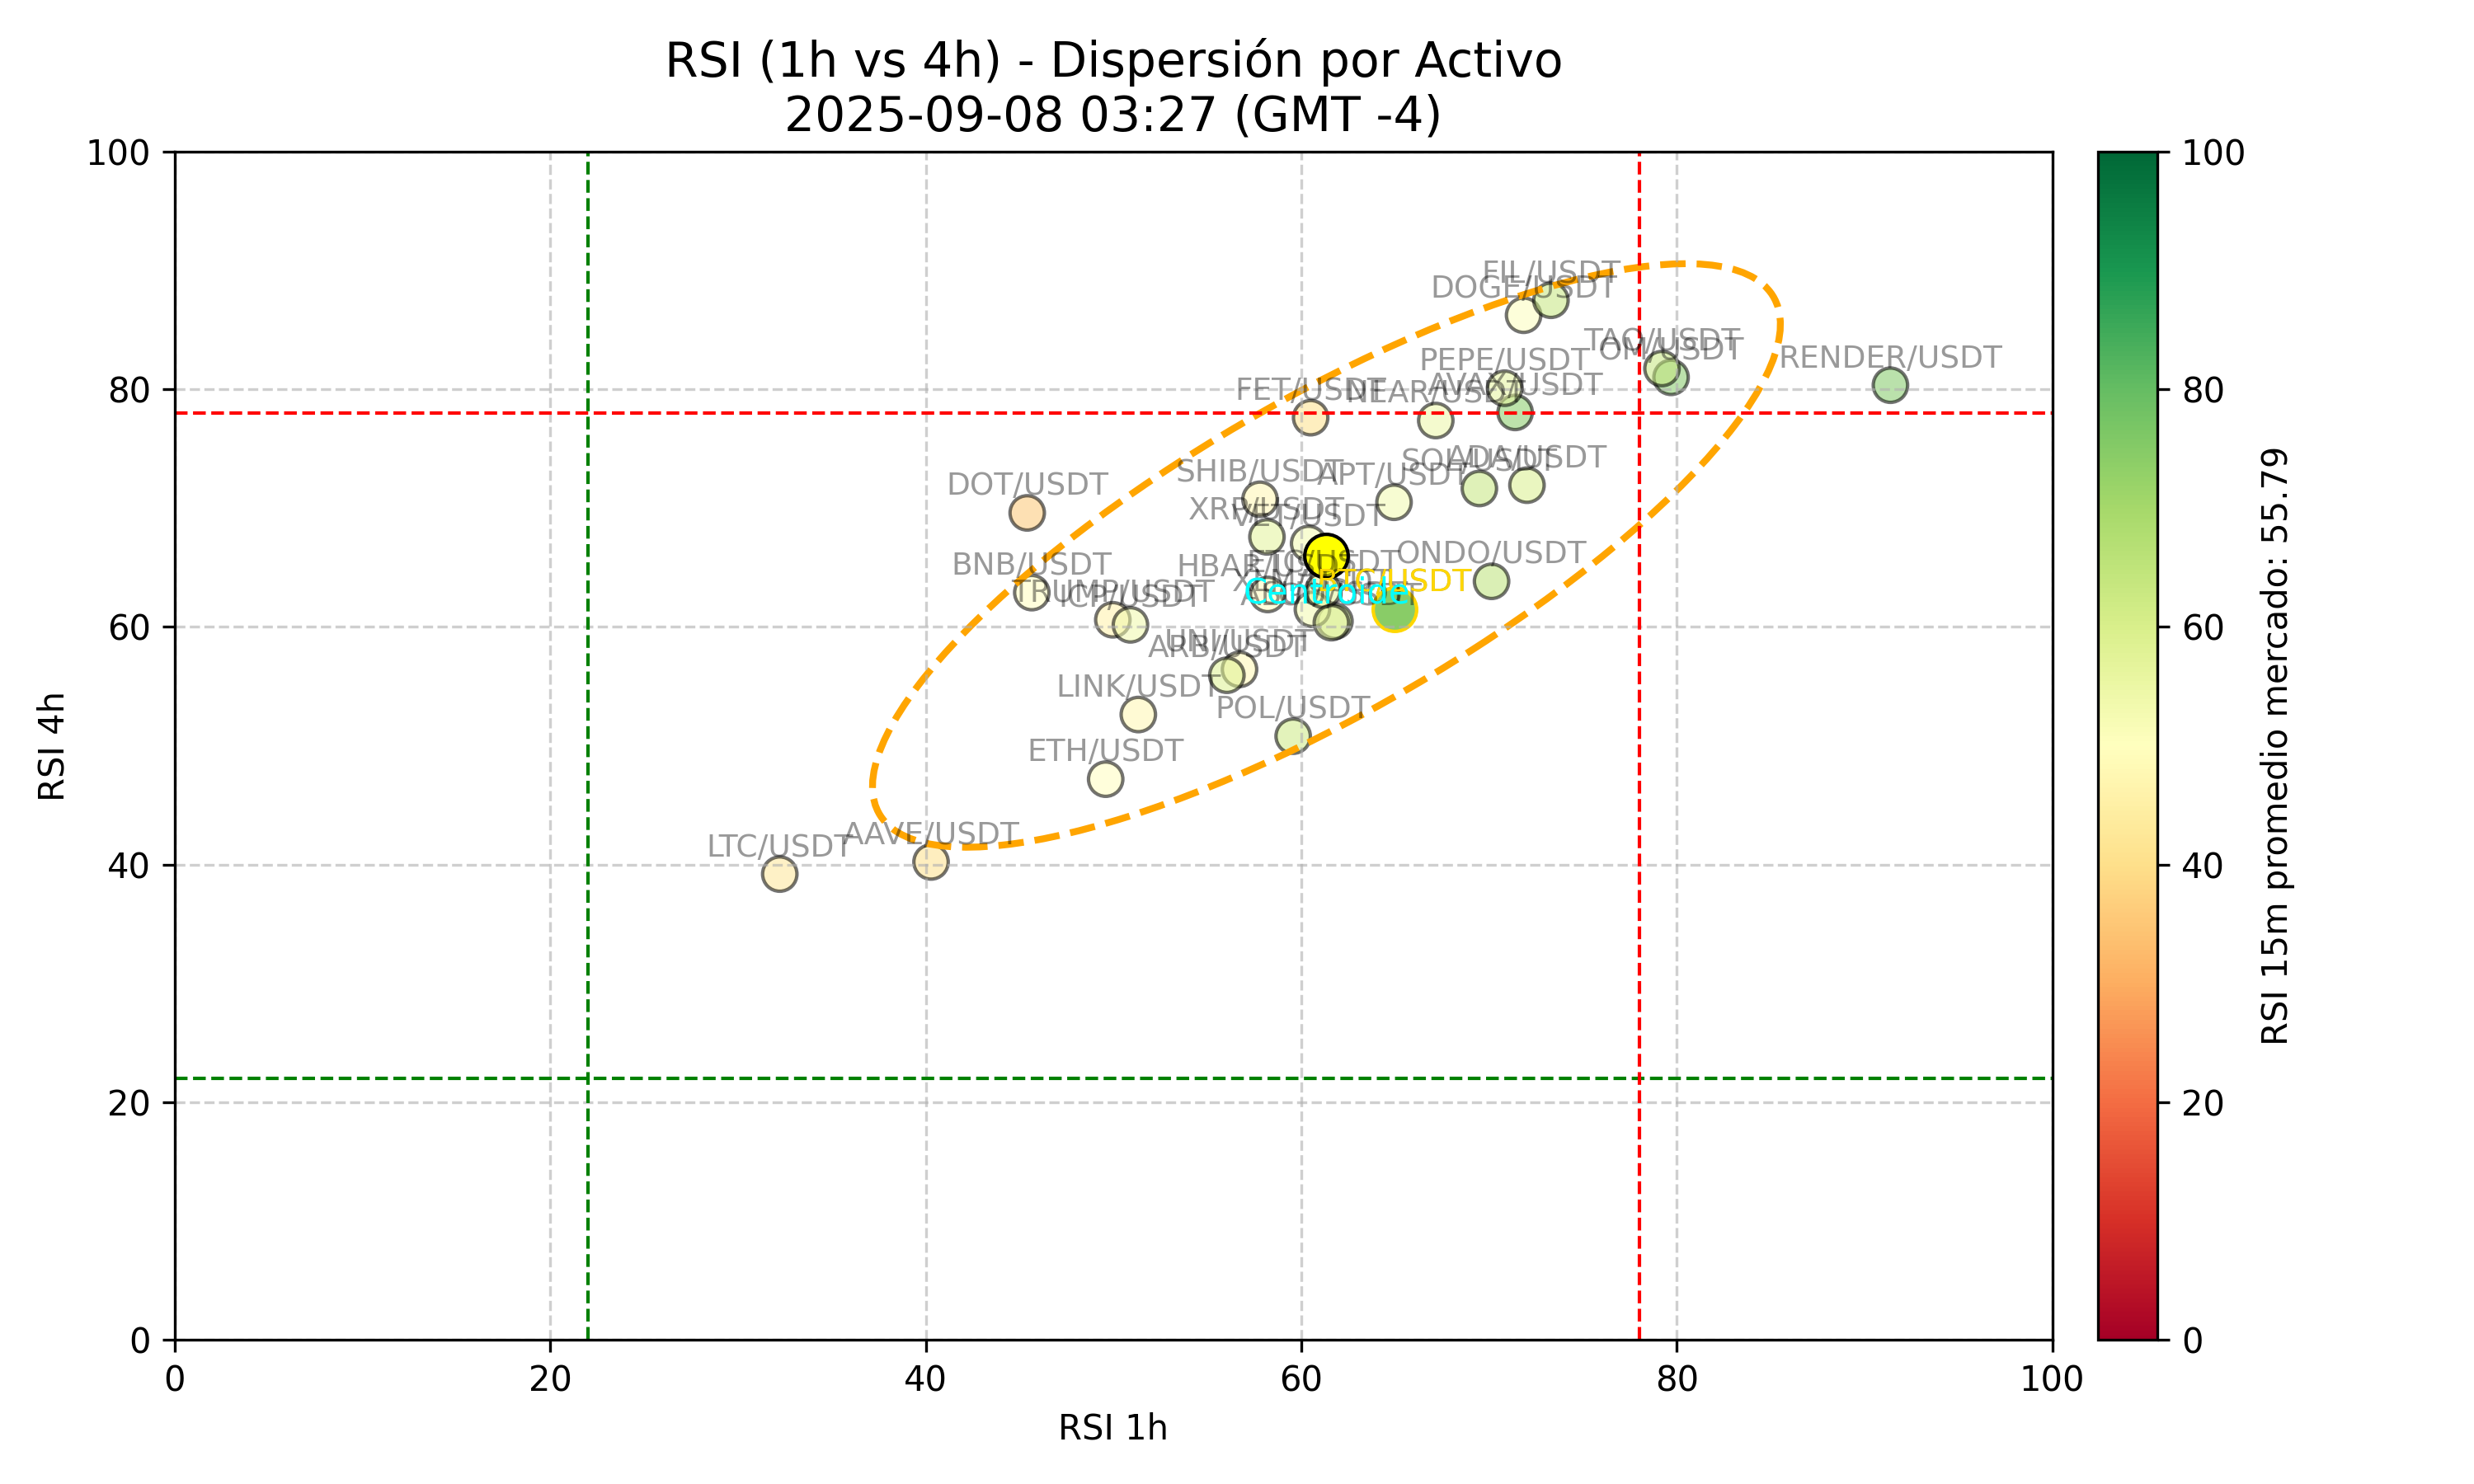 RSI (1h vs 4h) - Dispersión por Activo
2025-09-08 03:27 (GMT -4)
100
80
60
40
20
0
RSI 4h
0
20
40
60
80
100
RSI 1h
FIL/USDT
DOGE/USDT
TAO/USDT
OM/USDT
RENDER/USDT
PEPE/USDT
FET/USDT
NEAR/USDT
AVAX/USDT
SHIB/USDT
APT/USDT
SOL/USDT
ADA/USDT
DOT/USDT
XRP/USDT
VET/USDT
BNB/USDT
HBAR/USDT
ETC/USDT
ONDO/USDT
BTC/USDT
Centroide
TRUMP/USDT
ICP/USDT
UNI/USDT
ARB/USDT
LINK/USDT
POL/USDT
ETH/USDT
LTC/USDT
AAVE/USDT
100
80
60
40
20
0
RSI 15m promedio mercado: 55.79